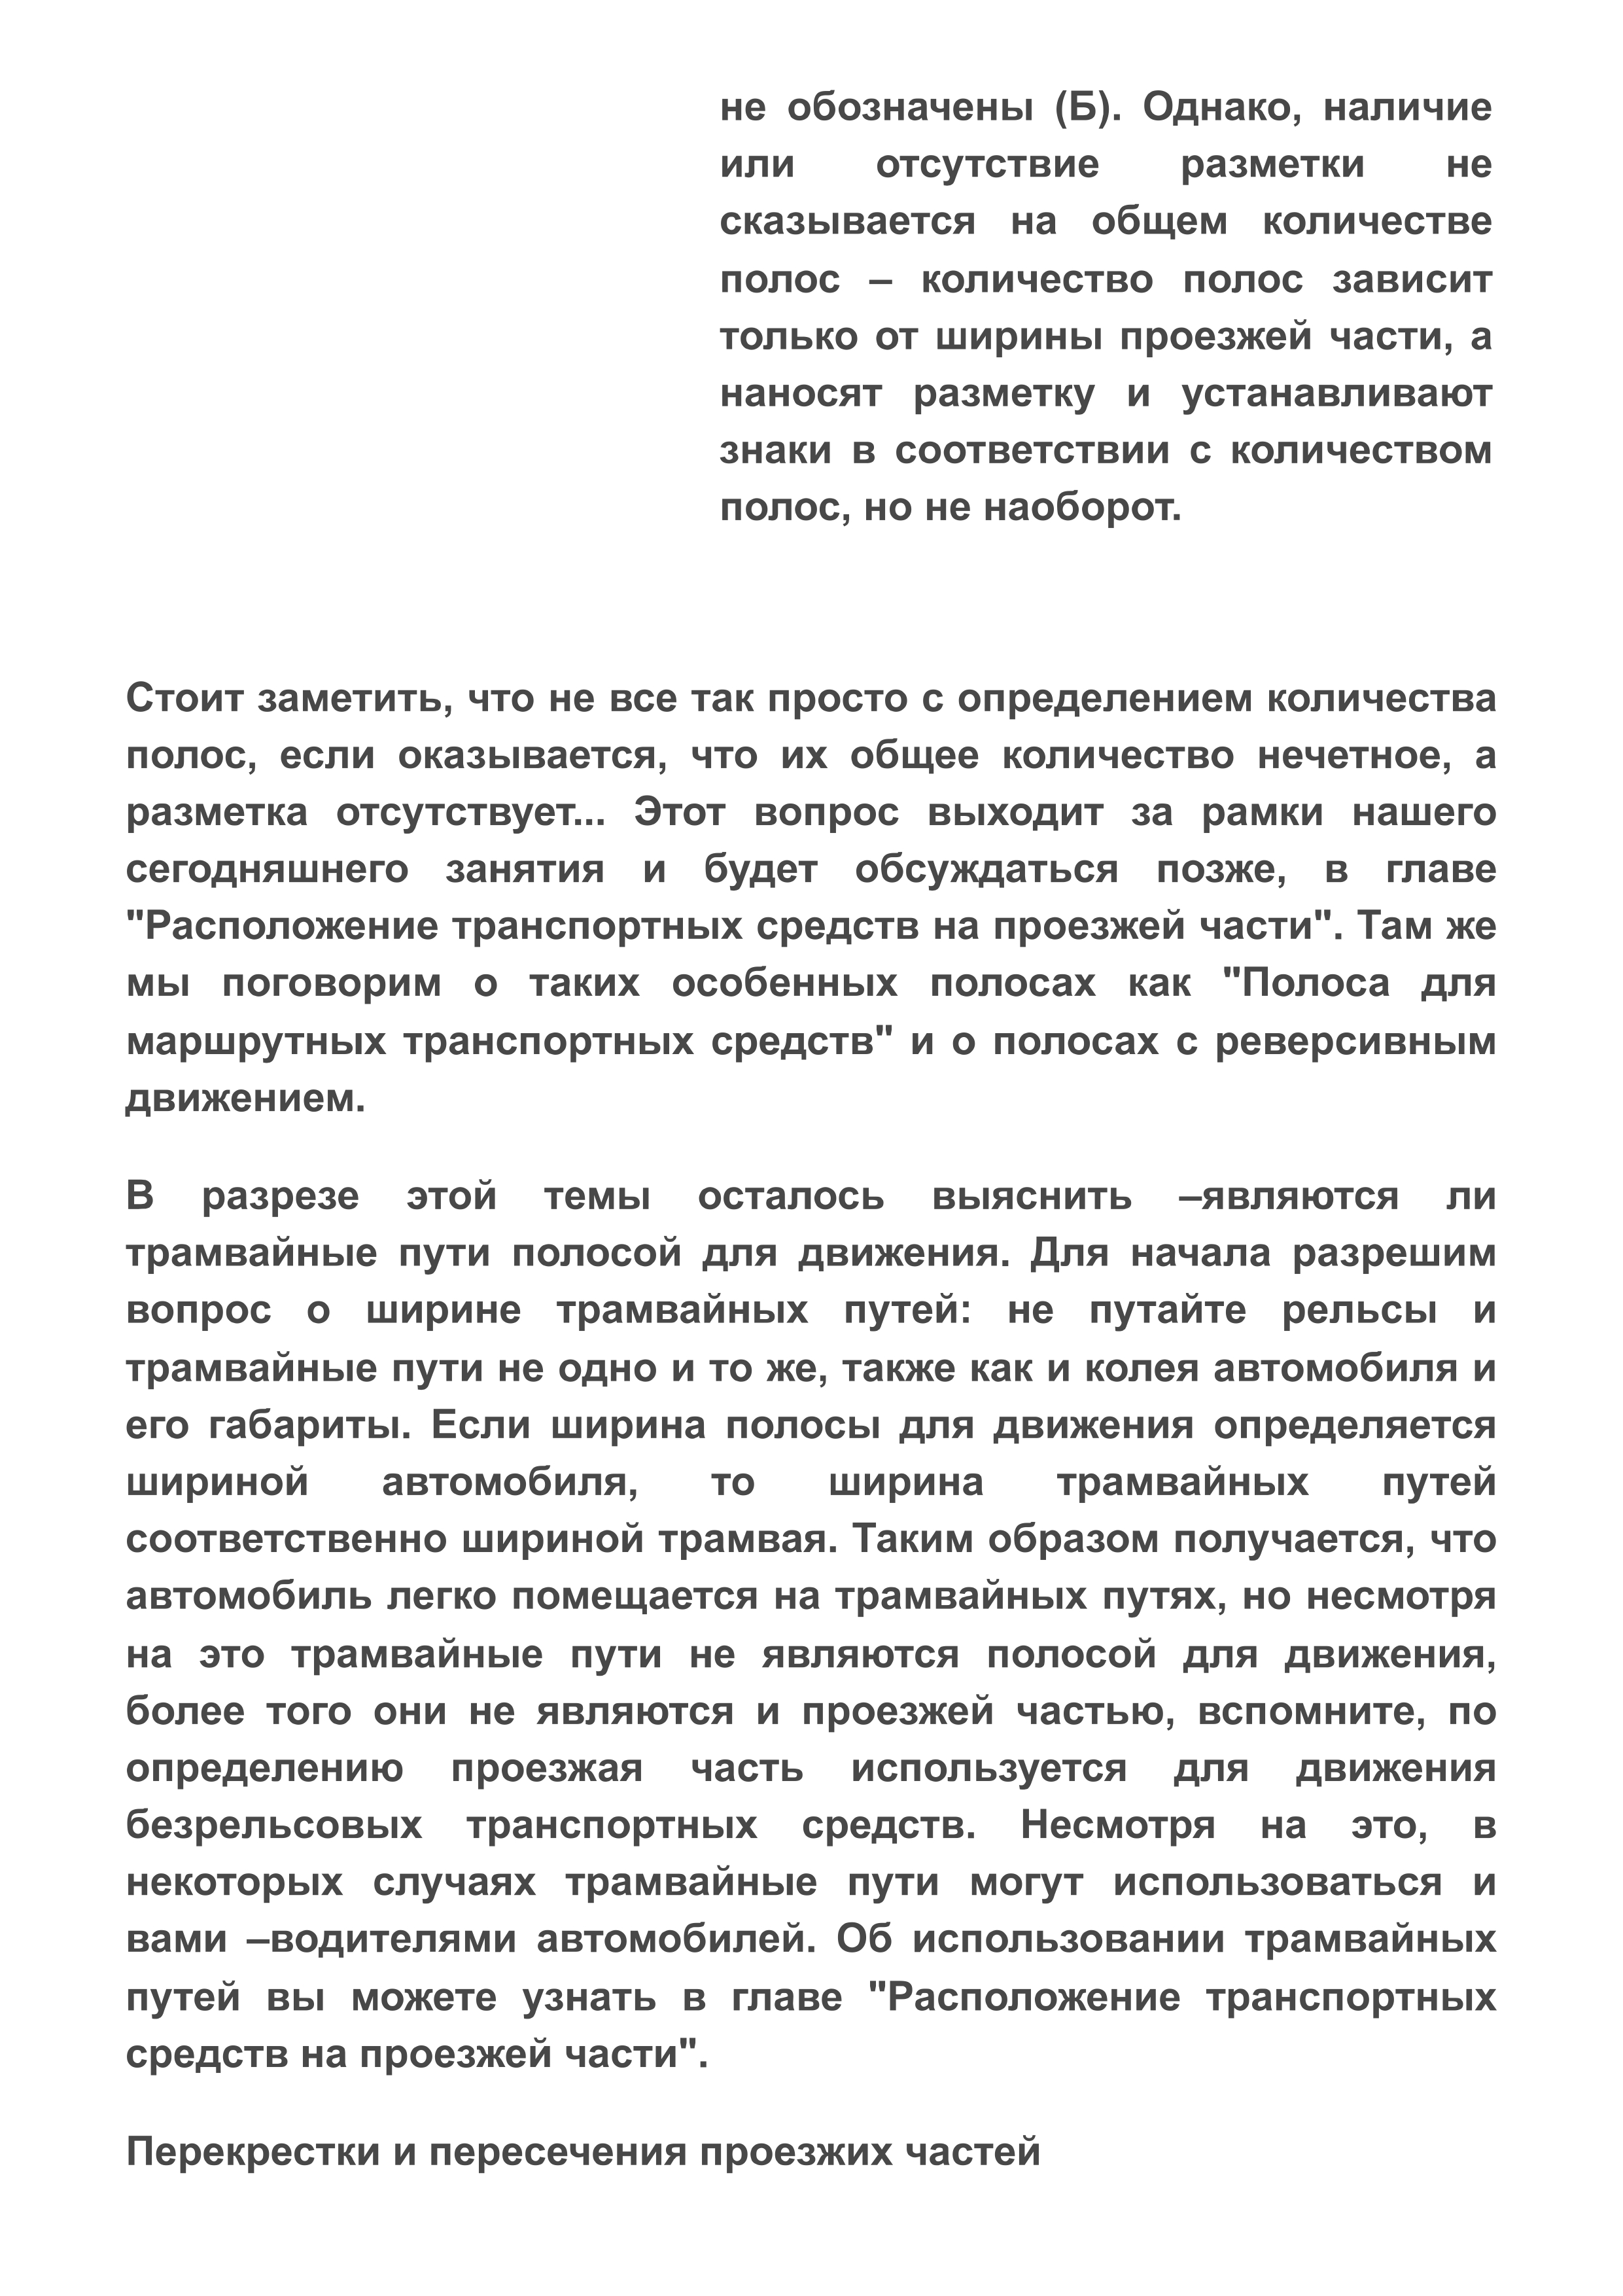 не обозначены (Б). Однако, наличие
или отсутствие разметки не
сказывается на общем количестве
полос – количество полос зависит
только от ширины проезжей части, а
наносят разметку и устанавливают
знаки в соответствии с количеством
полос, но не наоборот.
Стоит заметить, что не все так просто с определением количества
полос, если оказывается, что их общее количество нечетное, а
разметка отсутствует... Этот вопрос выходит за рамки нашего
сегодняшнего занятия и будет обсуждаться позже, в главе
"Расположение транспортных средств на проезжей части". Там же
мы поговорим о таких особенных полосах как "Полоса для
маршрутных транспортных средств" и о полосах с реверсивным
движением.
В разрезе этой темы осталось выяснить –являются ли
трамвайные пути полосой для движения. Для начала разрешим
вопрос о ширине трамвайных путей: не путайте рельсы и
трамвайные пути не одно и то же, также как и колея автомобиля и
его габариты. Если ширина полосы для движения определяется
шириной автомобиля, то ширина трамвайных путей
соответственно шириной трамвая. Таким образом получается, что
автомобиль легко помещается на трамвайных путях, но несмотря
на это трамвайные пути не являются полосой для движения,
более того они не являются и проезжей частью, вспомните, по
определению проезжая часть используется для движения
безрельсовых транспортных средств. Несмотря на это, в
некоторых случаях трамвайные пути могут использоваться и
вами –водителями автомобилей. Об использовании трамвайных
путей вы можете узнать в главе "Расположение транспортных
средств на проезжей части".
Перекрестки и пересечения проезжих частей